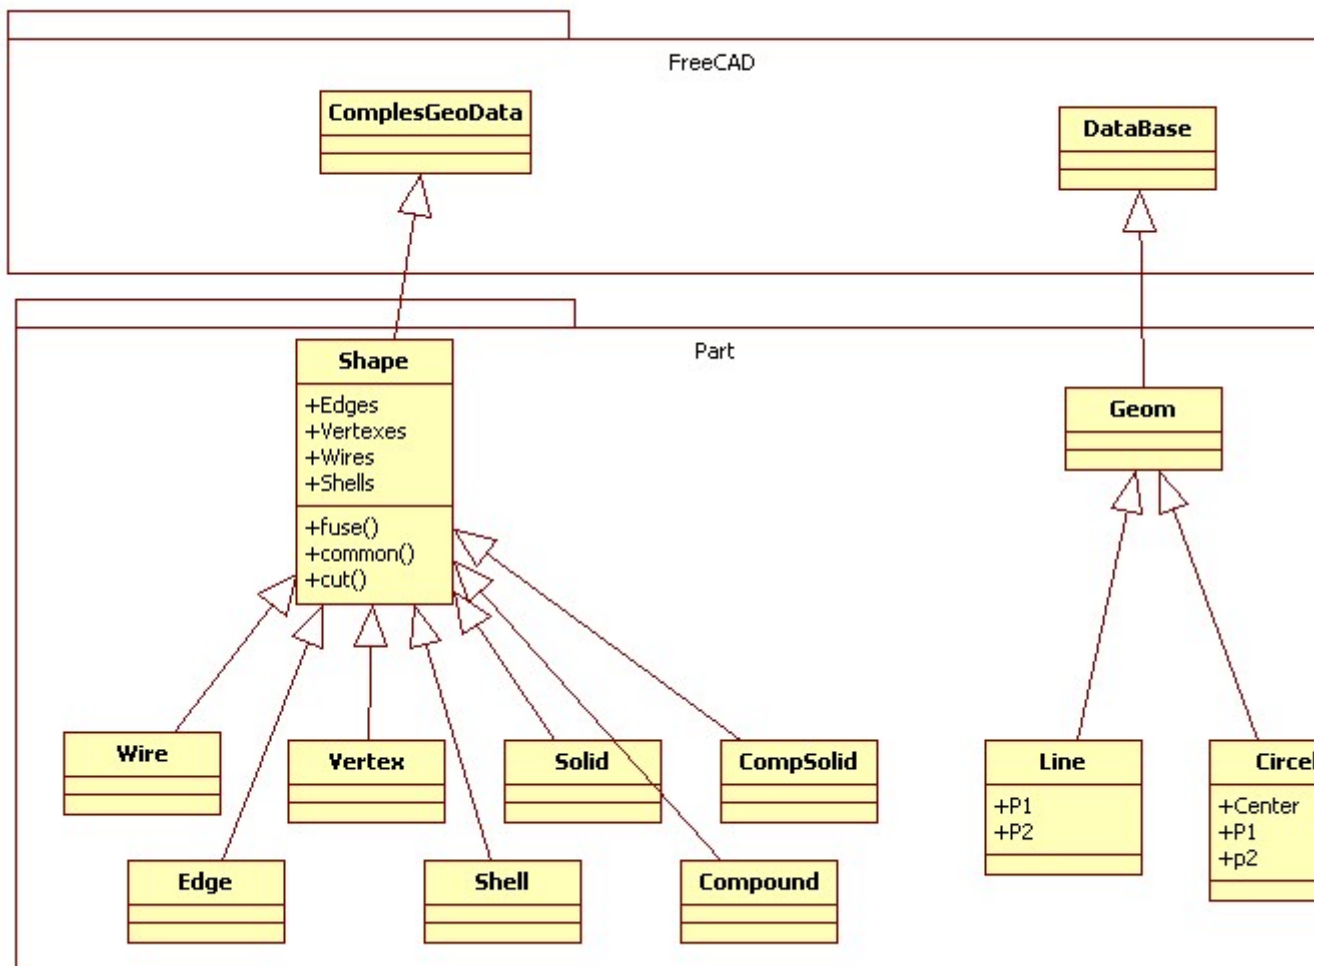 FreeCAD
ComplesGeoData
DataBase
Part
Shape
+Edges
+Vertexes
+Wires
+Shells
+fuse()
+common()
+cut()
Geom
Wire
Vertex
Solid
CompSolid
Line
+P1
+P2
Circel
+Center
+P1
+p2
Edge
Shell
Compound